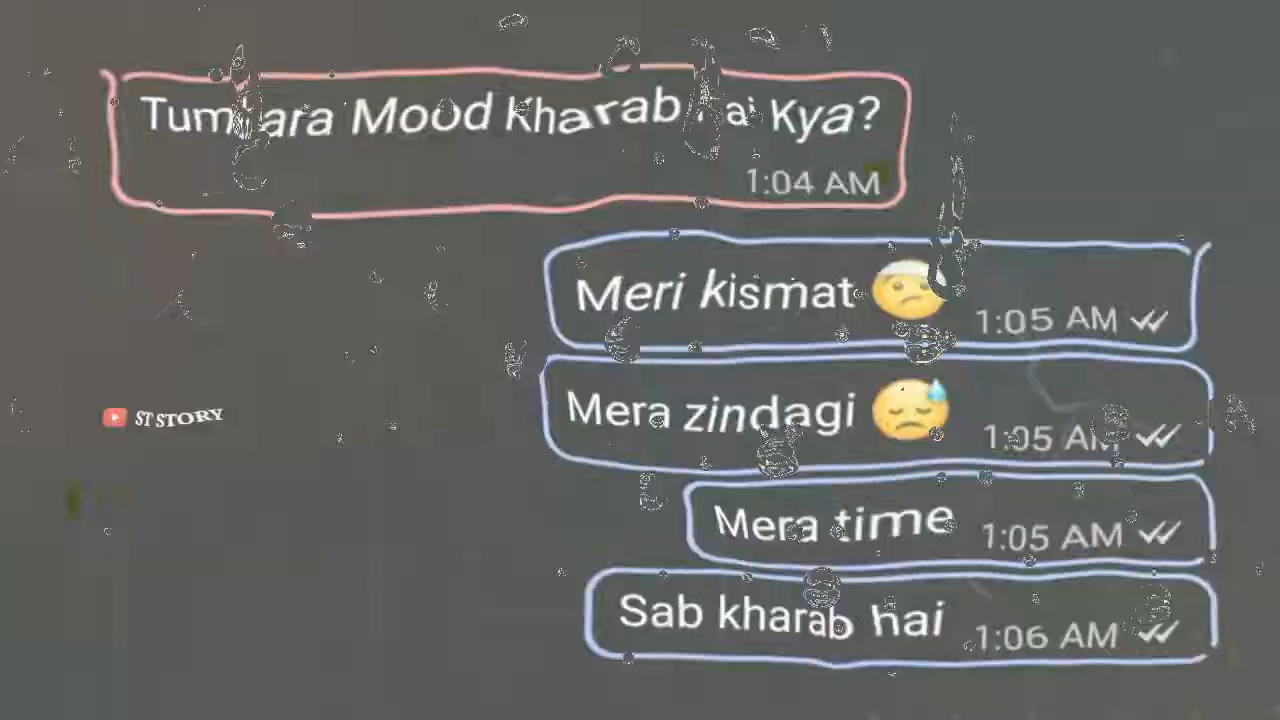 Tumhara Mood Kharab hai Kya?
1:04 AM
Meri kismat 🤕
1:05 AM
Mera zindagi 😓
1:05 AM
Mera time
1:05 AM
Sab kharab hai
1:06 AM
ST STORY